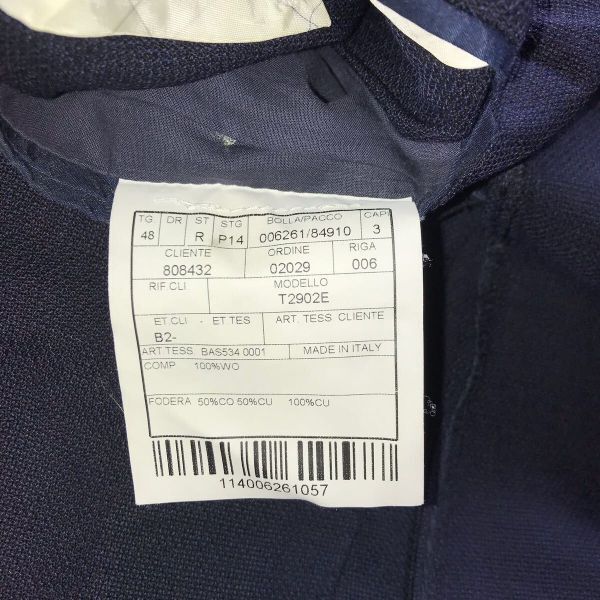 TG DR ST STG BOLLA/PACCO CAPI
48 R P14 006261/84910 3
CLIENTE ORDINE RIGA
808432 02029 006
RIF CLI MODELLO
T2902E
ET.CLI - ET TES ART. TESS CLIENTE
B2-
ART TESS BAS534 0001 MADE IN ITALY
COMP 100%WO
FODERA 50%CO 50%CU 100%CU
114006261057